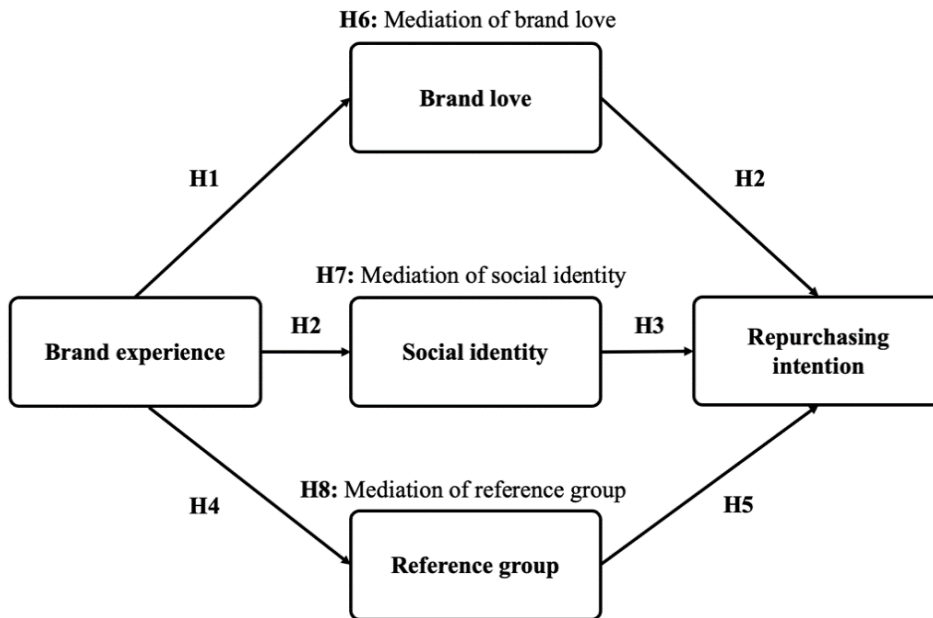 H6: Mediation of brand love
Brand love
H1
H2
H7: Mediation of social identity
H2
H3
Brand experience
Social identity
Repurchasing
intention
H8: Mediation of reference group
H4
H5
Reference group